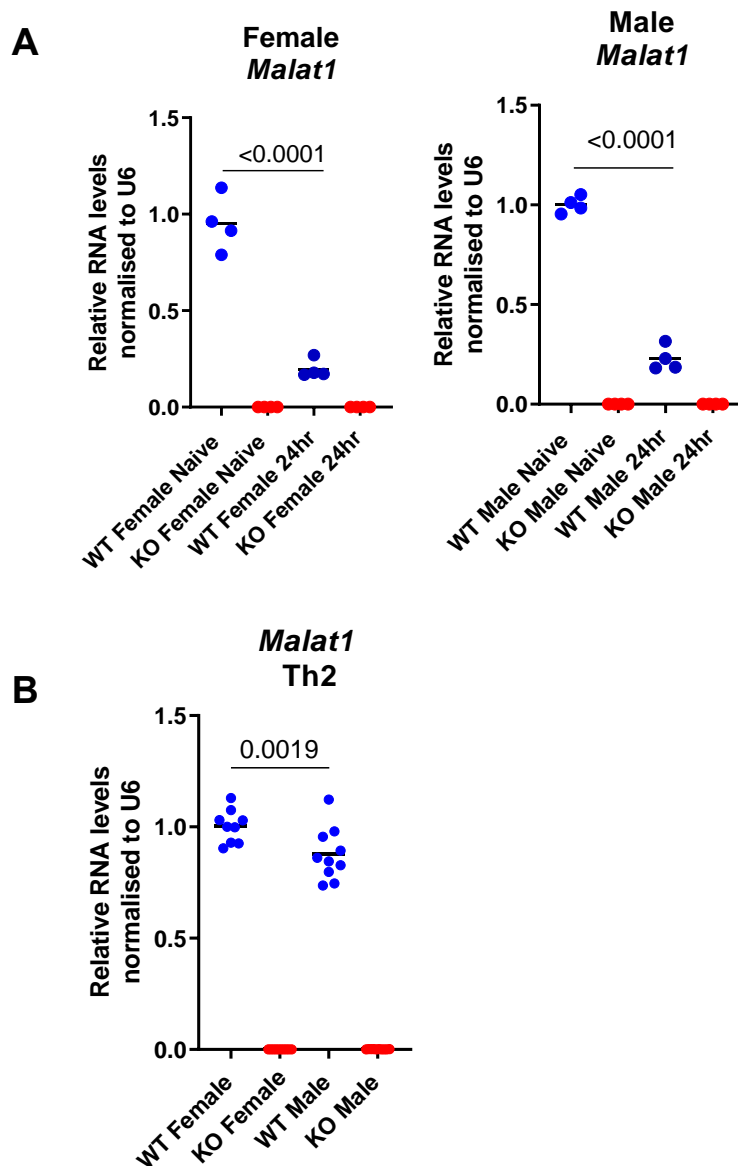 A
Female
Malat1
Relative RNA levels
normalised to U6
1.5
1.0
0.5
0.0
<0.0001
WT Female Naive
KO Female Naive
WT Female 24hr
KO Female 24hr
Male
Malat1
Relative RNA levels
normalised to U6
1.5
1.0
0.5
0.0
<0.0001
WT Male Naive
KO Male Naive
WT Male 24hr
KO Male 24hr
B
Malat1
Th2
Relative RNA levels
normalised to U6
1.5
1.0
0.5
0.0
0.0019
WT Female
KO Female
WT Male
KO Male